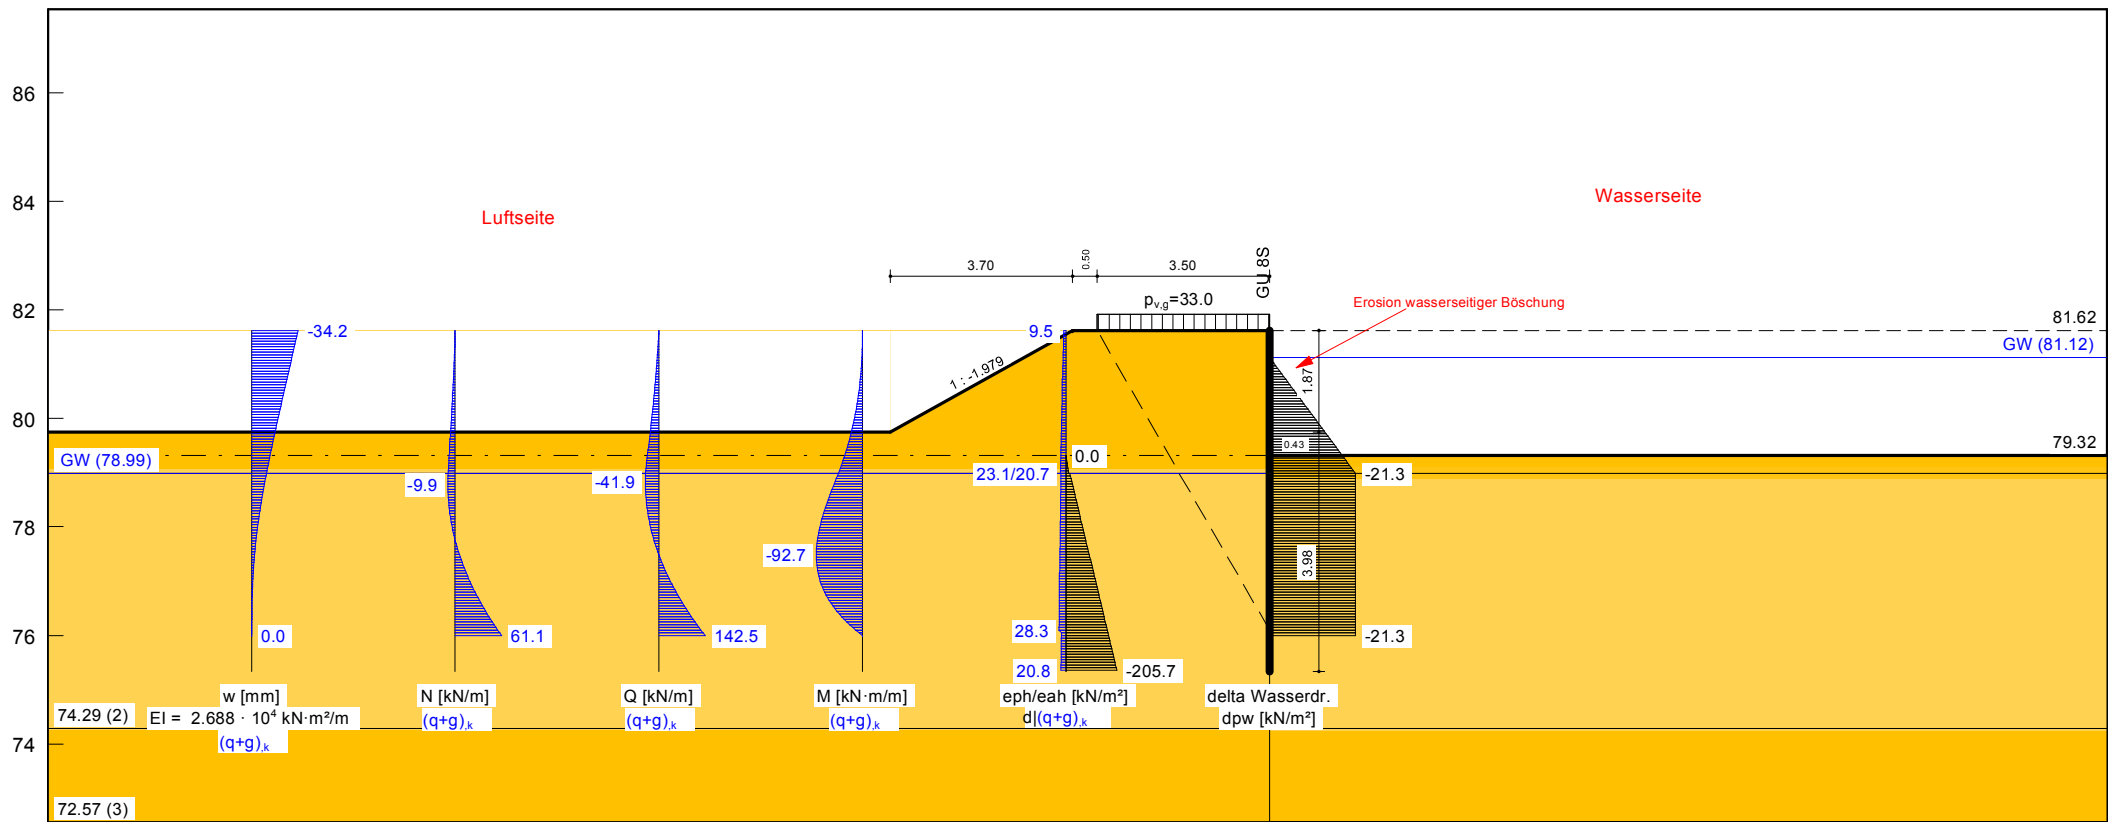 86
84
82
80
78
76
74
Luftseite
Wasserseite
3.70
0.50
3.50
GU 8S
pv,g=33.0
Erosion wasserseitiger Böschung
81.62
GW (81.12)
79.32
-34.2
9.5
1 : -1.979
1.87
0.43
3.98
GW (78.99)
0.0
23.1/20.7
-9.9
-41.9
-21.3
-92.7
0.0
61.1
142.5
28.3
-21.3
20.8
-205.7
w [mm]
EI = 2.688 · 10⁴ kN·m²/m
(q+g),k
N [kN/m]
(q+g),k
Q [kN/m]
(q+g),k
M [kN·m/m]
(q+g),k
eph/eah [kN/m²]
d|(q+g),k
delta Wasserdr.
dpw [kN/m²]
74.29 (2)
72.57 (3)